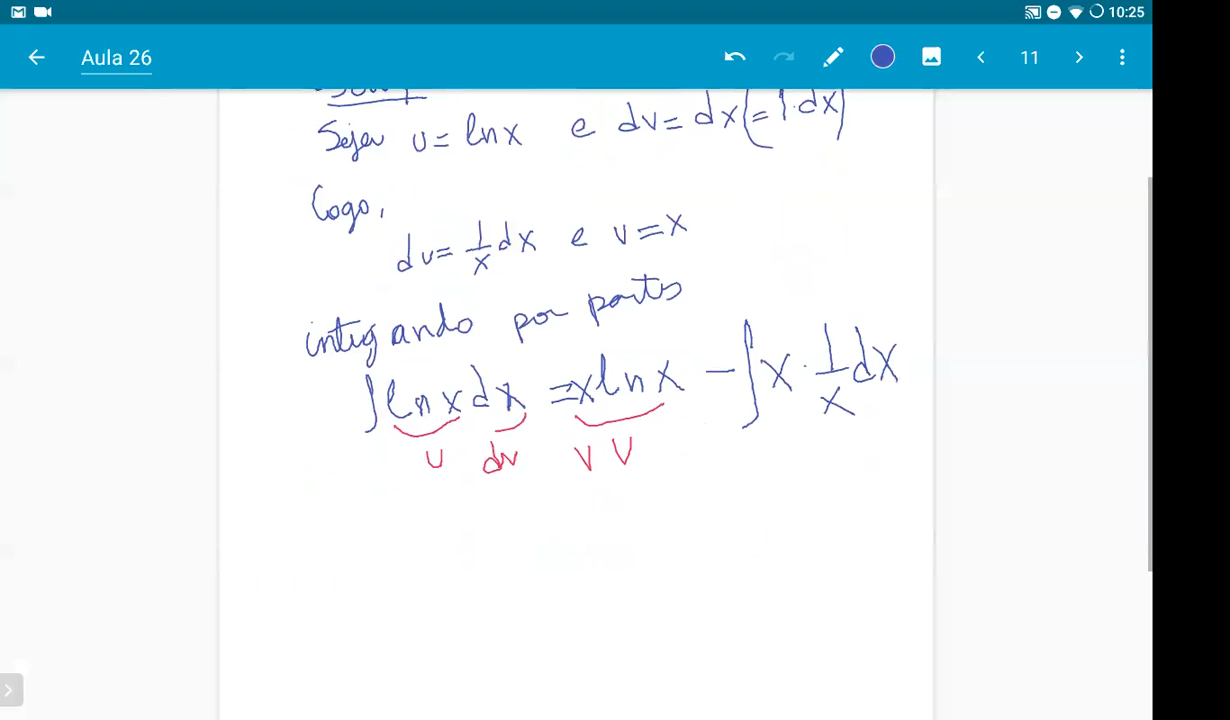 10:25
Aula 26
11
Seja u = ln x e dv = dx (= 1·dx)
Logo,
du = 1/x dx e v = x
integrando por partes
∫ ln x dx = x ln x - ∫ x · 1/x dx
u dv v v